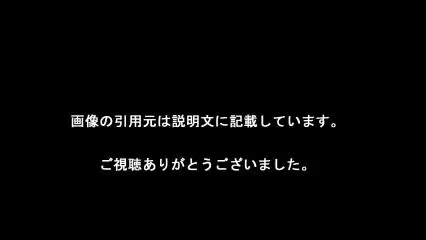 画像の引用元は説明文に記載しています。
ご視聴ありがとうございました。